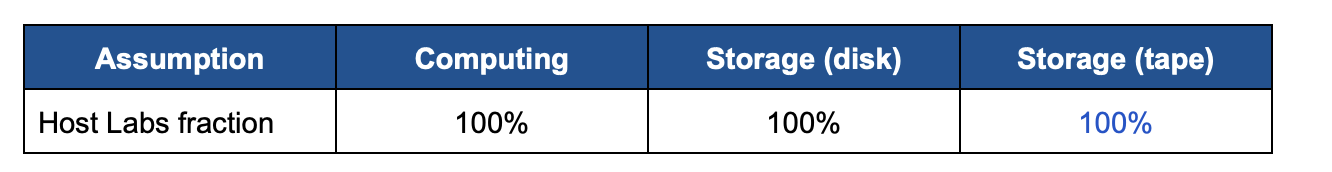 Assumption Computing Storage (disk) Storage (tape)
Host Labs fraction 100% 100% 100%